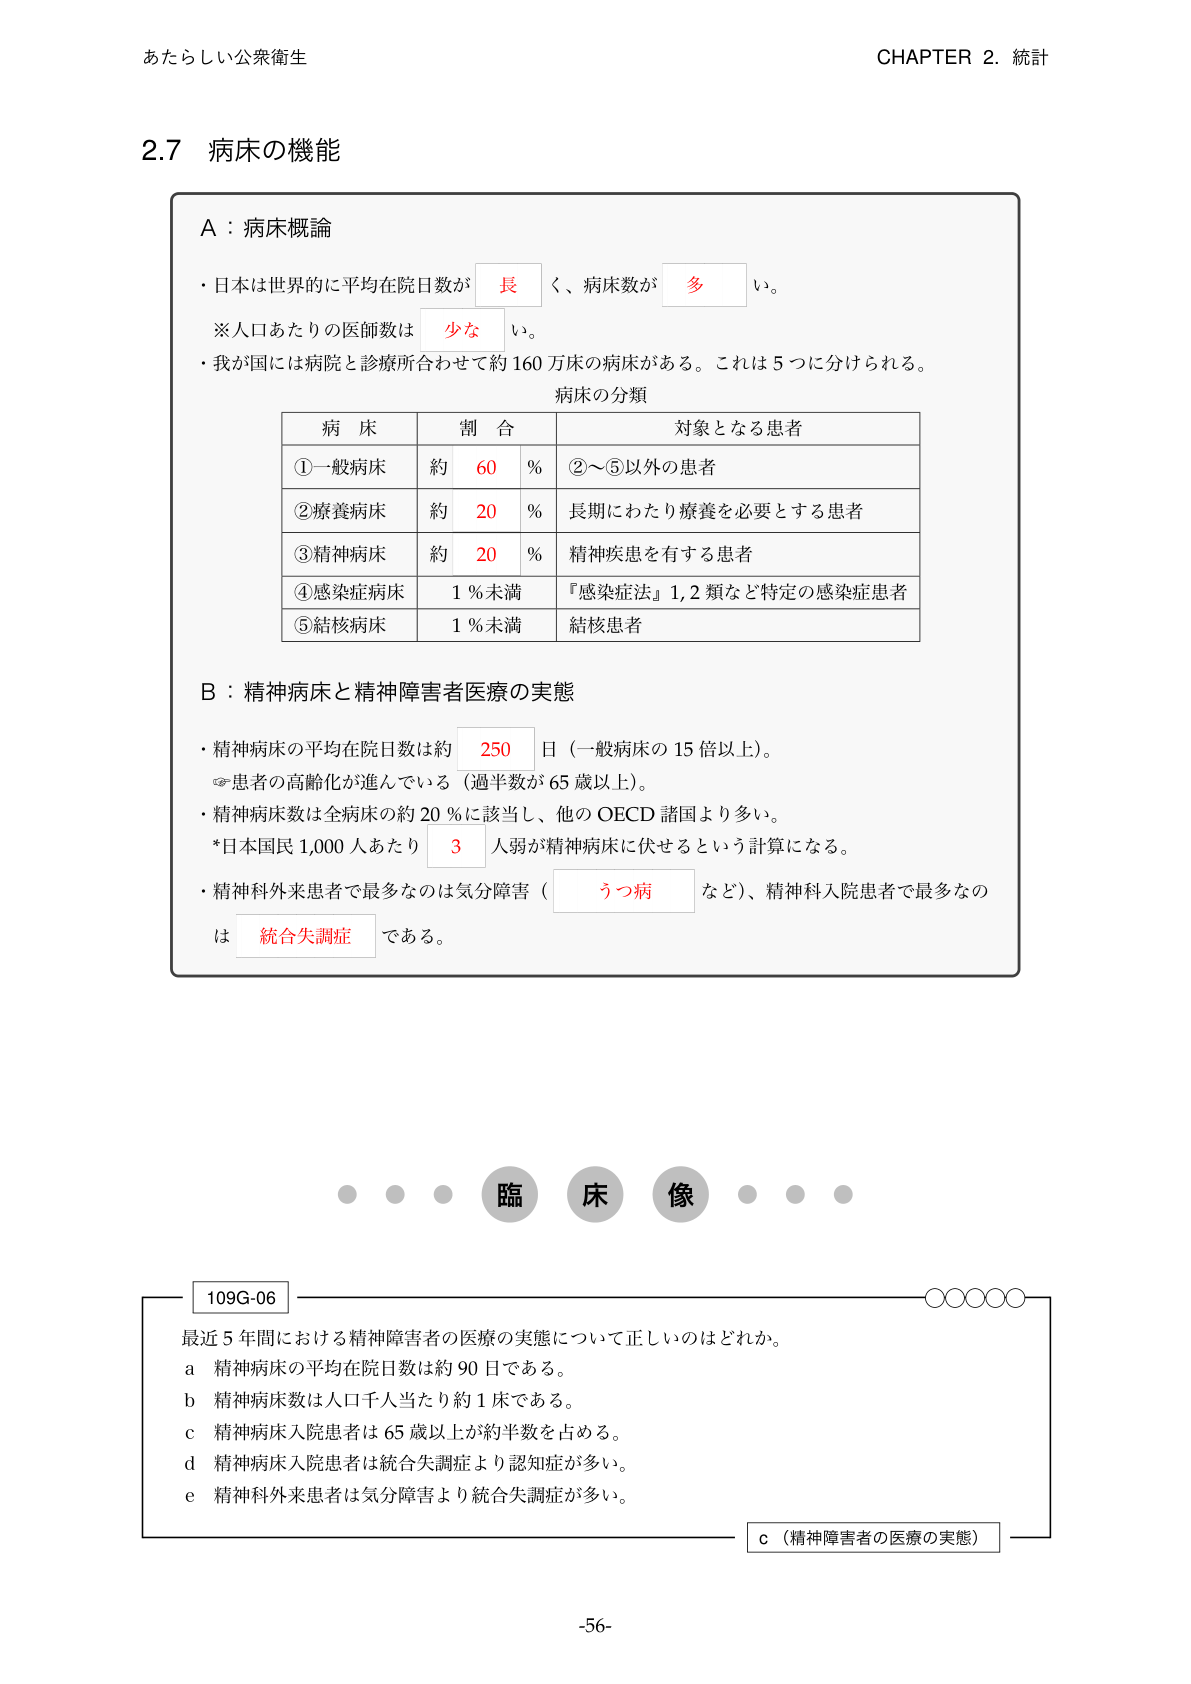 あたらしい公衆衛生
CHAPTER 2. 統計
2.7 病床の機能
A：病床概論
・日本は世界的に平均在院日数が 長 く、病床数が 多 い。
※人口あたりの医師数は 少な い。
・我が国には病院と診療所合わせて約 160 万床の病床がある。これは 5 つに分けられる。
病床の分類
病　床 割　合 対象となる患者
①一般病床 約 60 % ②〜⑤以外の患者
②療養病床 約 20 % 長期にわたり療養を必要とする患者
③精神病床 約 20 % 精神疾患を有する患者
④感染症病床 1 %未満 『感染症法』1, 2 類など特定の感染症患者
⑤結核病床 1 %未満 結核患者
B：精神病床と精神障害者医療の実態
・精神病床の平均在院日数は約 250 日（一般病床の 15 倍以上）。
☞患者の高齢化が進んでいる（過半数が 65 歳以上）。
・精神病床数は全病床の約 20 %に該当し、他の OECD 諸国より多い。
*日本国民 1,000 人あたり 3 人弱が精神病床に伏せるという計算になる。
・精神科外来患者で最多なのは気分障害（ うつ病 など）、精神科入院患者で最多なの
は 統合失調症 である。
臨 床 像
109G-06
最近 5 年間における精神障害者の医療の実態について正しいのはどれか。
a 精神病床の平均在院日数は約 90 日である。
b 精神病床数は人口千人当たり約 1 床である。
c 精神病床入院患者は 65 歳以上が約半数を占める。
d 精神病床入院患者は統合失調症より認知症が多い。
e 精神科外来患者は気分障害より統合失調症が多い。
c （精神障害者の医療の実態）
-56-